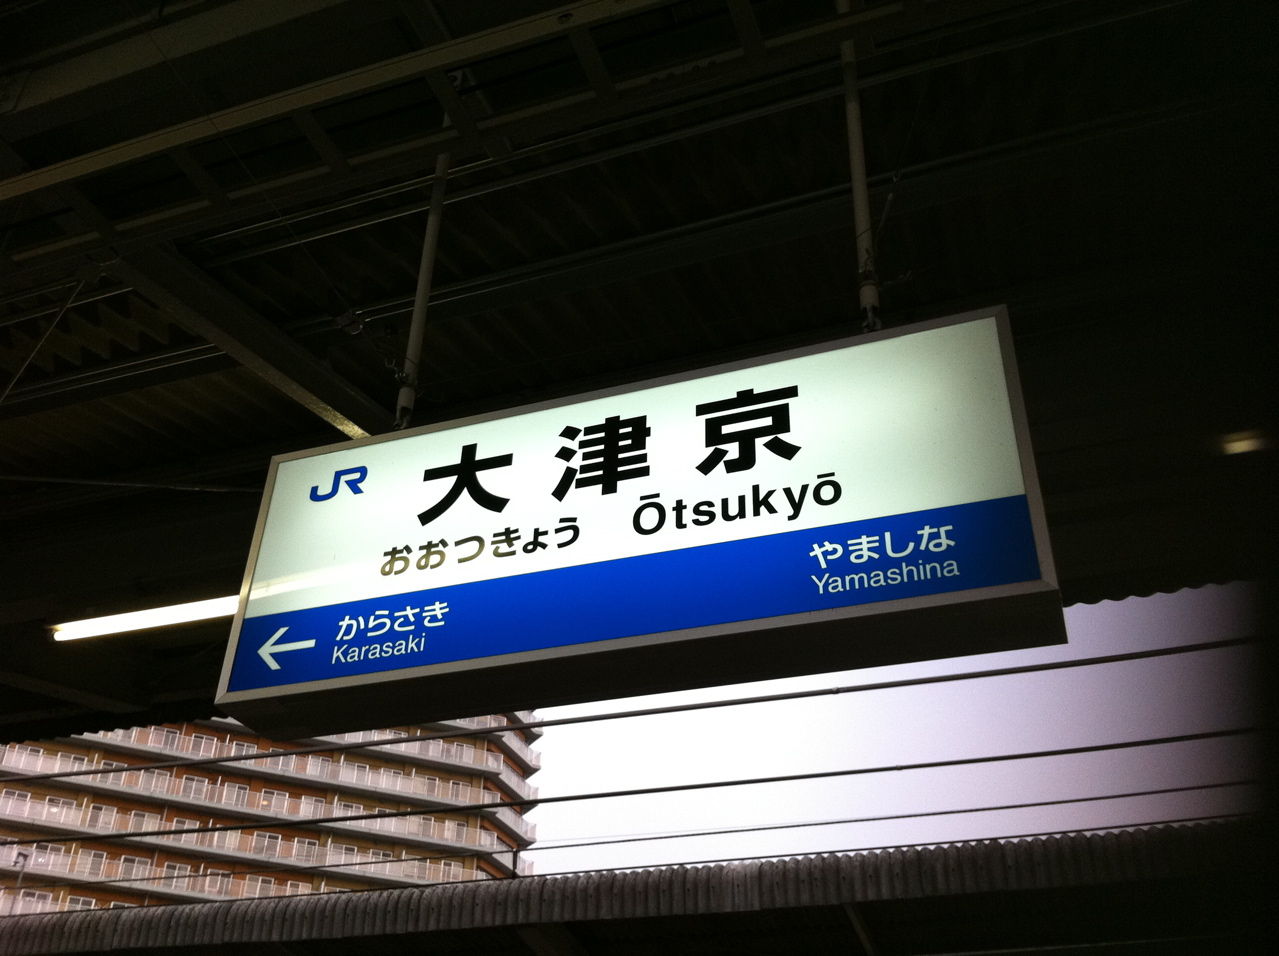 JR
大津京
おおつきょう Ōtsukyō
← からさき
Karasaki
やましな
Yamashina